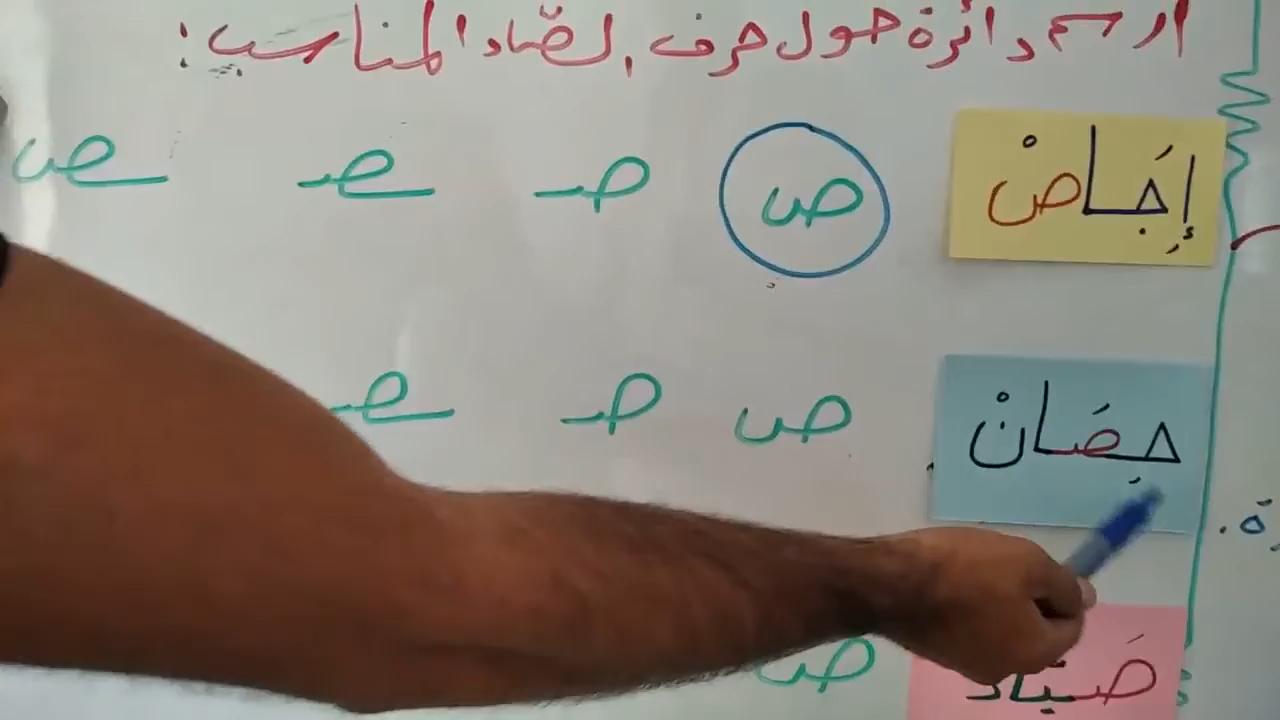 ارسم دائرة حول حرف الصّاد المناسب:
إِجَاصْ ص صـ ـصـ ـص
حِصَانْ ص صـ ـصـ
صَيَّاد ص